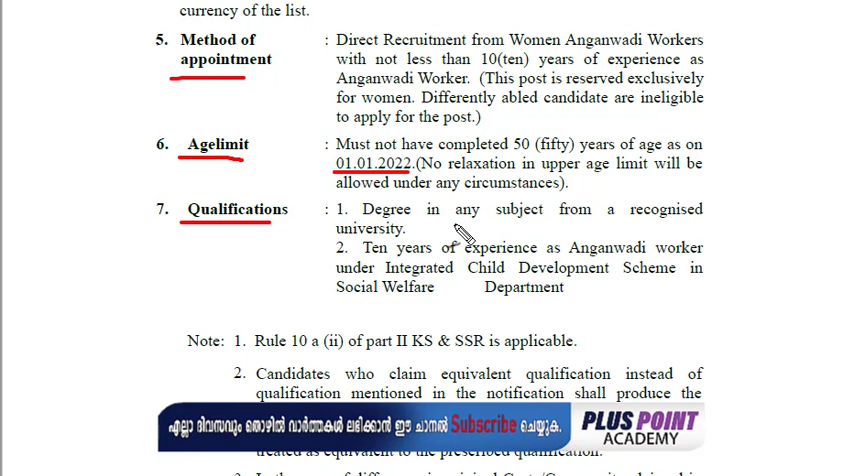 currency of the list.
5. Method of : Direct Recruitment from Women Anganwadi Workers
appointment with not less than 10(ten) years of experience as
Anganwadi Worker. (This post is reserved exclusively
for women. Differently abled candidate are ineligible
to apply for the post.)
6. Agelimit : Must not have completed 50 (fifty) years of age as on
01.01.2022.(No relaxation in upper age limit will be
allowed under any circumstances).
7. Qualifications : 1. Degree in any subject from a recognised
university.
2. Ten years of experience as Anganwadi worker
under Integrated Child Development Scheme in
Social Welfare Department
Note: 1. Rule 10 a (ii) of part II KS & SSR is applicable.
2. Candidates who claim equivalent qualification instead of
qualification mentioned in the notification shall produce the
എല്ലാ ദിവസവും തൊഴിൽ വാർത്തകൾ ലഭിക്കാൻ ഈ ചാനൽ Subscribe ചെയ്യുക. PLUS POINT
ACADEMY
treated as equivalent to the prescribed qualification.